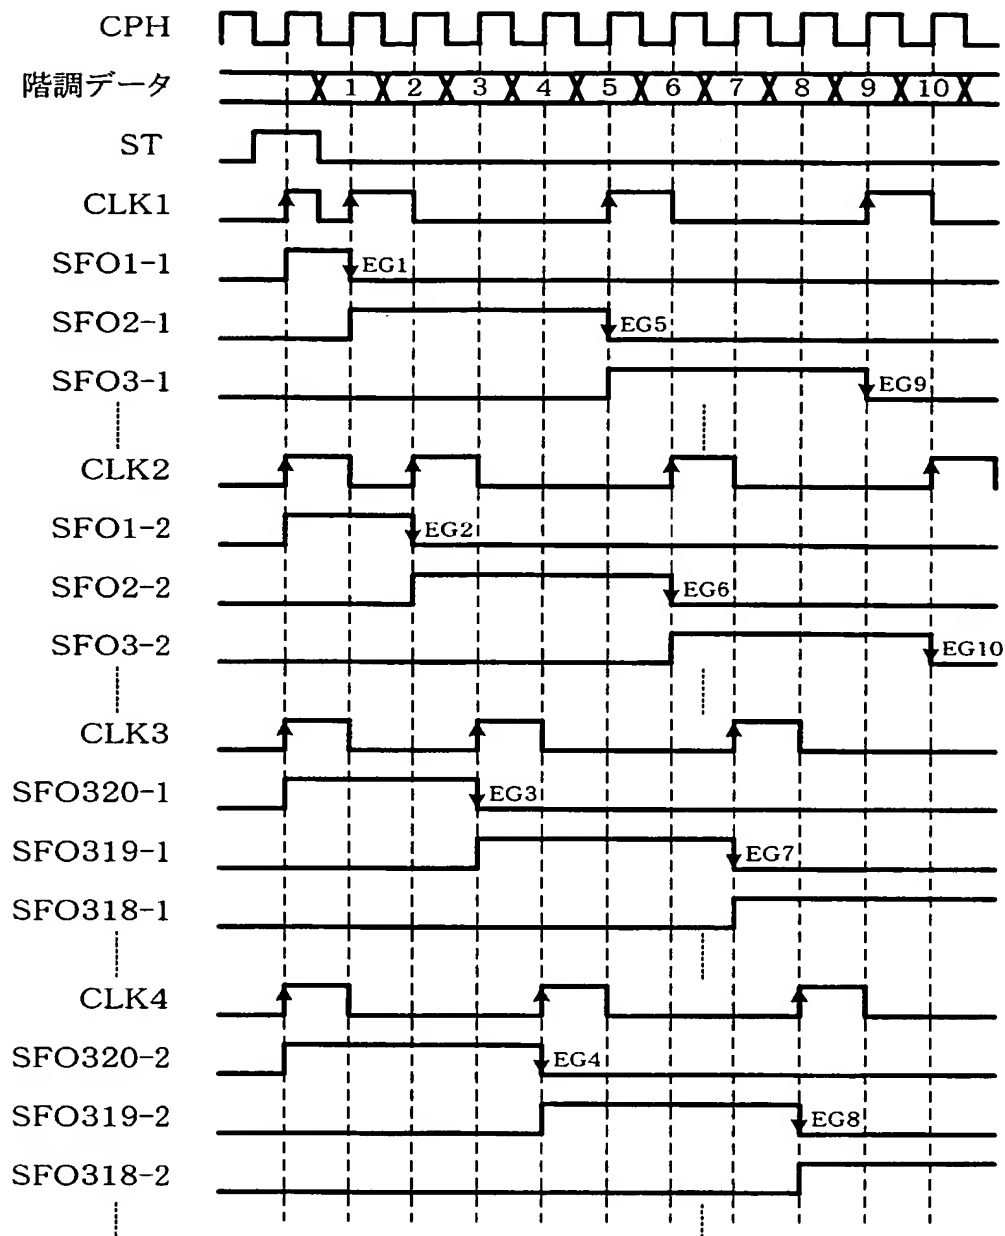 CPH
階調データ 1 2 3 4 5 6 7 8 9 10
ST
CLK1
SFO1-1 EG1
SFO2-1 EG5
SFO3-1 EG9
CLK2
SFO1-2 EG2
SFO2-2 EG6
SFO3-2 EG10
CLK3
SFO320-1 EG3
SFO319-1 EG7
SFO318-1
CLK4
SFO320-2 EG4
SFO319-2 EG8
SFO318-2